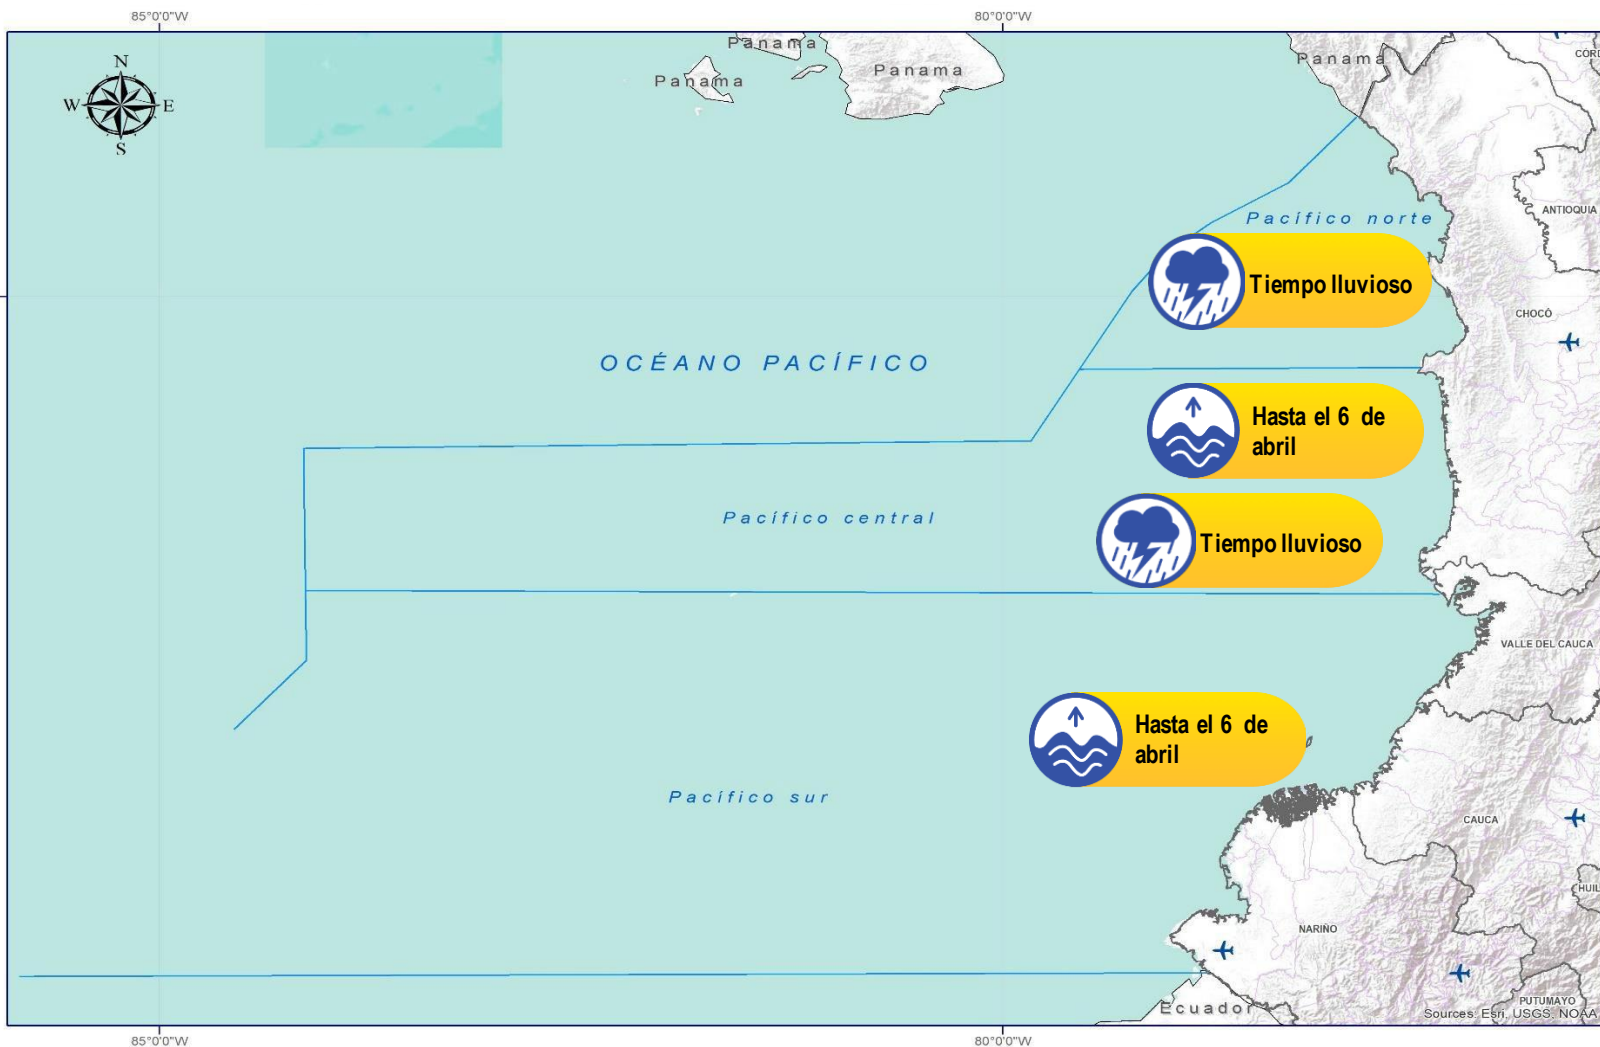 85°0'0"W
80°0'0"W
N
W
E
S
Panama
Panama
Panama
Panama
CÓRD
ANTIOQUIA
Pacífico norte
Tiempo lluvioso
CHOCÓ
OCÉANO PACÍFICO
Hasta el 6 de
abril
Pacífico central
Tiempo lluvioso
VALLE DEL CAUCA
Hasta el 6 de
abril
Pacífico sur
CAUCA
HUIL
NARIÑO
PUTUMAYO
Ecuador
Sources: Esri, USGS, NOAA
85°0'0"W
80°0'0"W